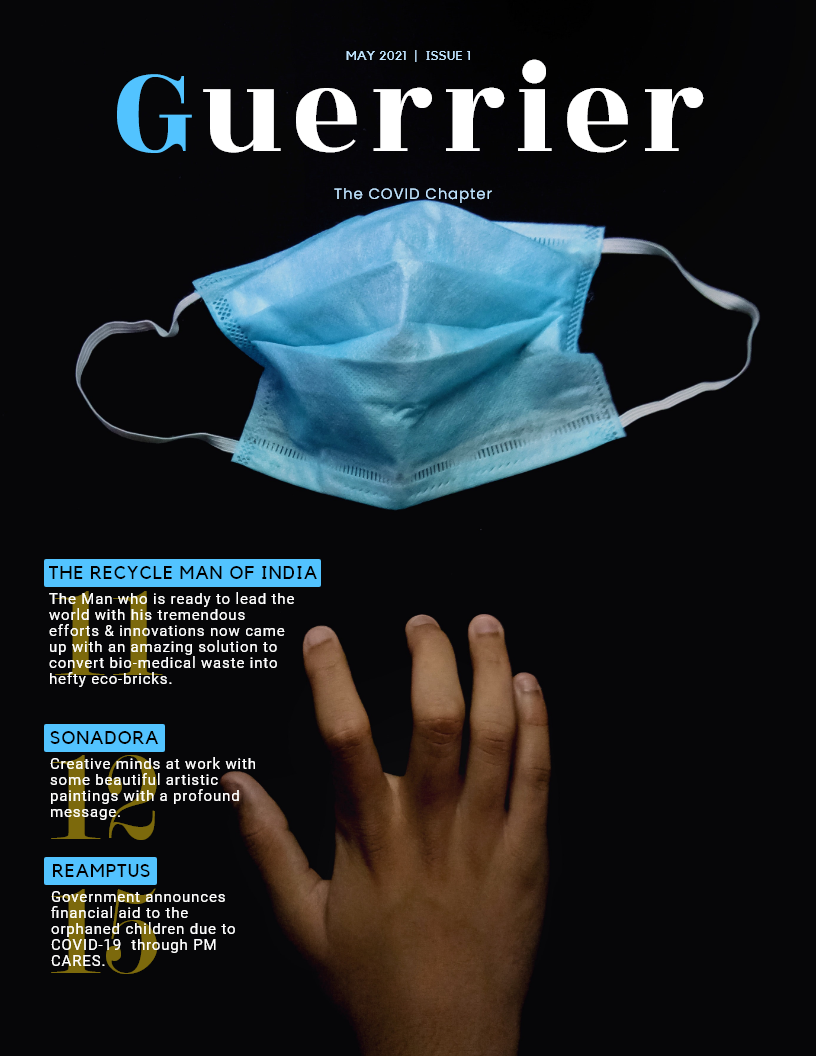 MAY 2021 | ISSUE 1
Guerrier
The COVID Chapter
THE RECYCLE MAN OF INDIA
11
The Man who is ready to lead the
world with his tremendous
efforts & innovations now came
up with an amazing solution to
convert bio-medical waste into
hefty eco-bricks.
SONADORA
12
Creative minds at work with
some beautiful artistic
paintings with a profound
message.
REAMPTUS
15
Government announces
financial aid to the
orphaned children due to
COVID-19  through PM
CARES.